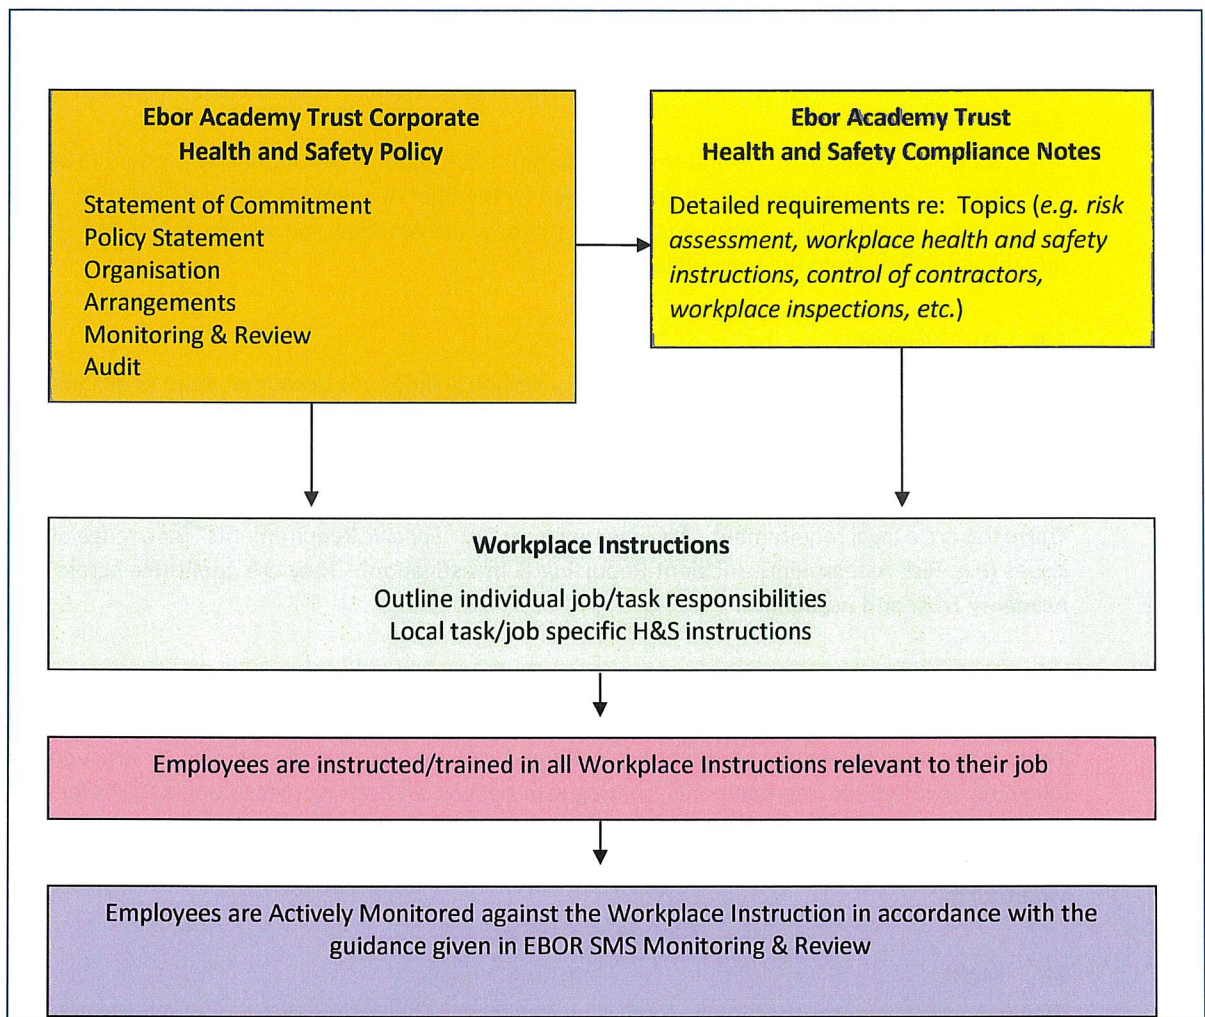 Ebor Academy Trust Corporate
Health and Safety Policy
Statement of Commitment
Policy Statement
Organisation
Arrangements
Monitoring & Review
Audit
Ebor Academy Trust
Health and Safety Compliance Notes
Detailed requirements re:  Topics (e.g. risk
assessment, workplace health and safety
instructions, control of contractors,
workplace inspections, etc.)
Workplace Instructions
Outline individual job/task responsibilities
Local task/job specific H&S instructions
Employees are instructed/trained in all Workplace Instructions relevant to their job
Employees are Actively Monitored against the Workplace Instruction in accordance with the
guidance given in EBOR SMS Monitoring & Review